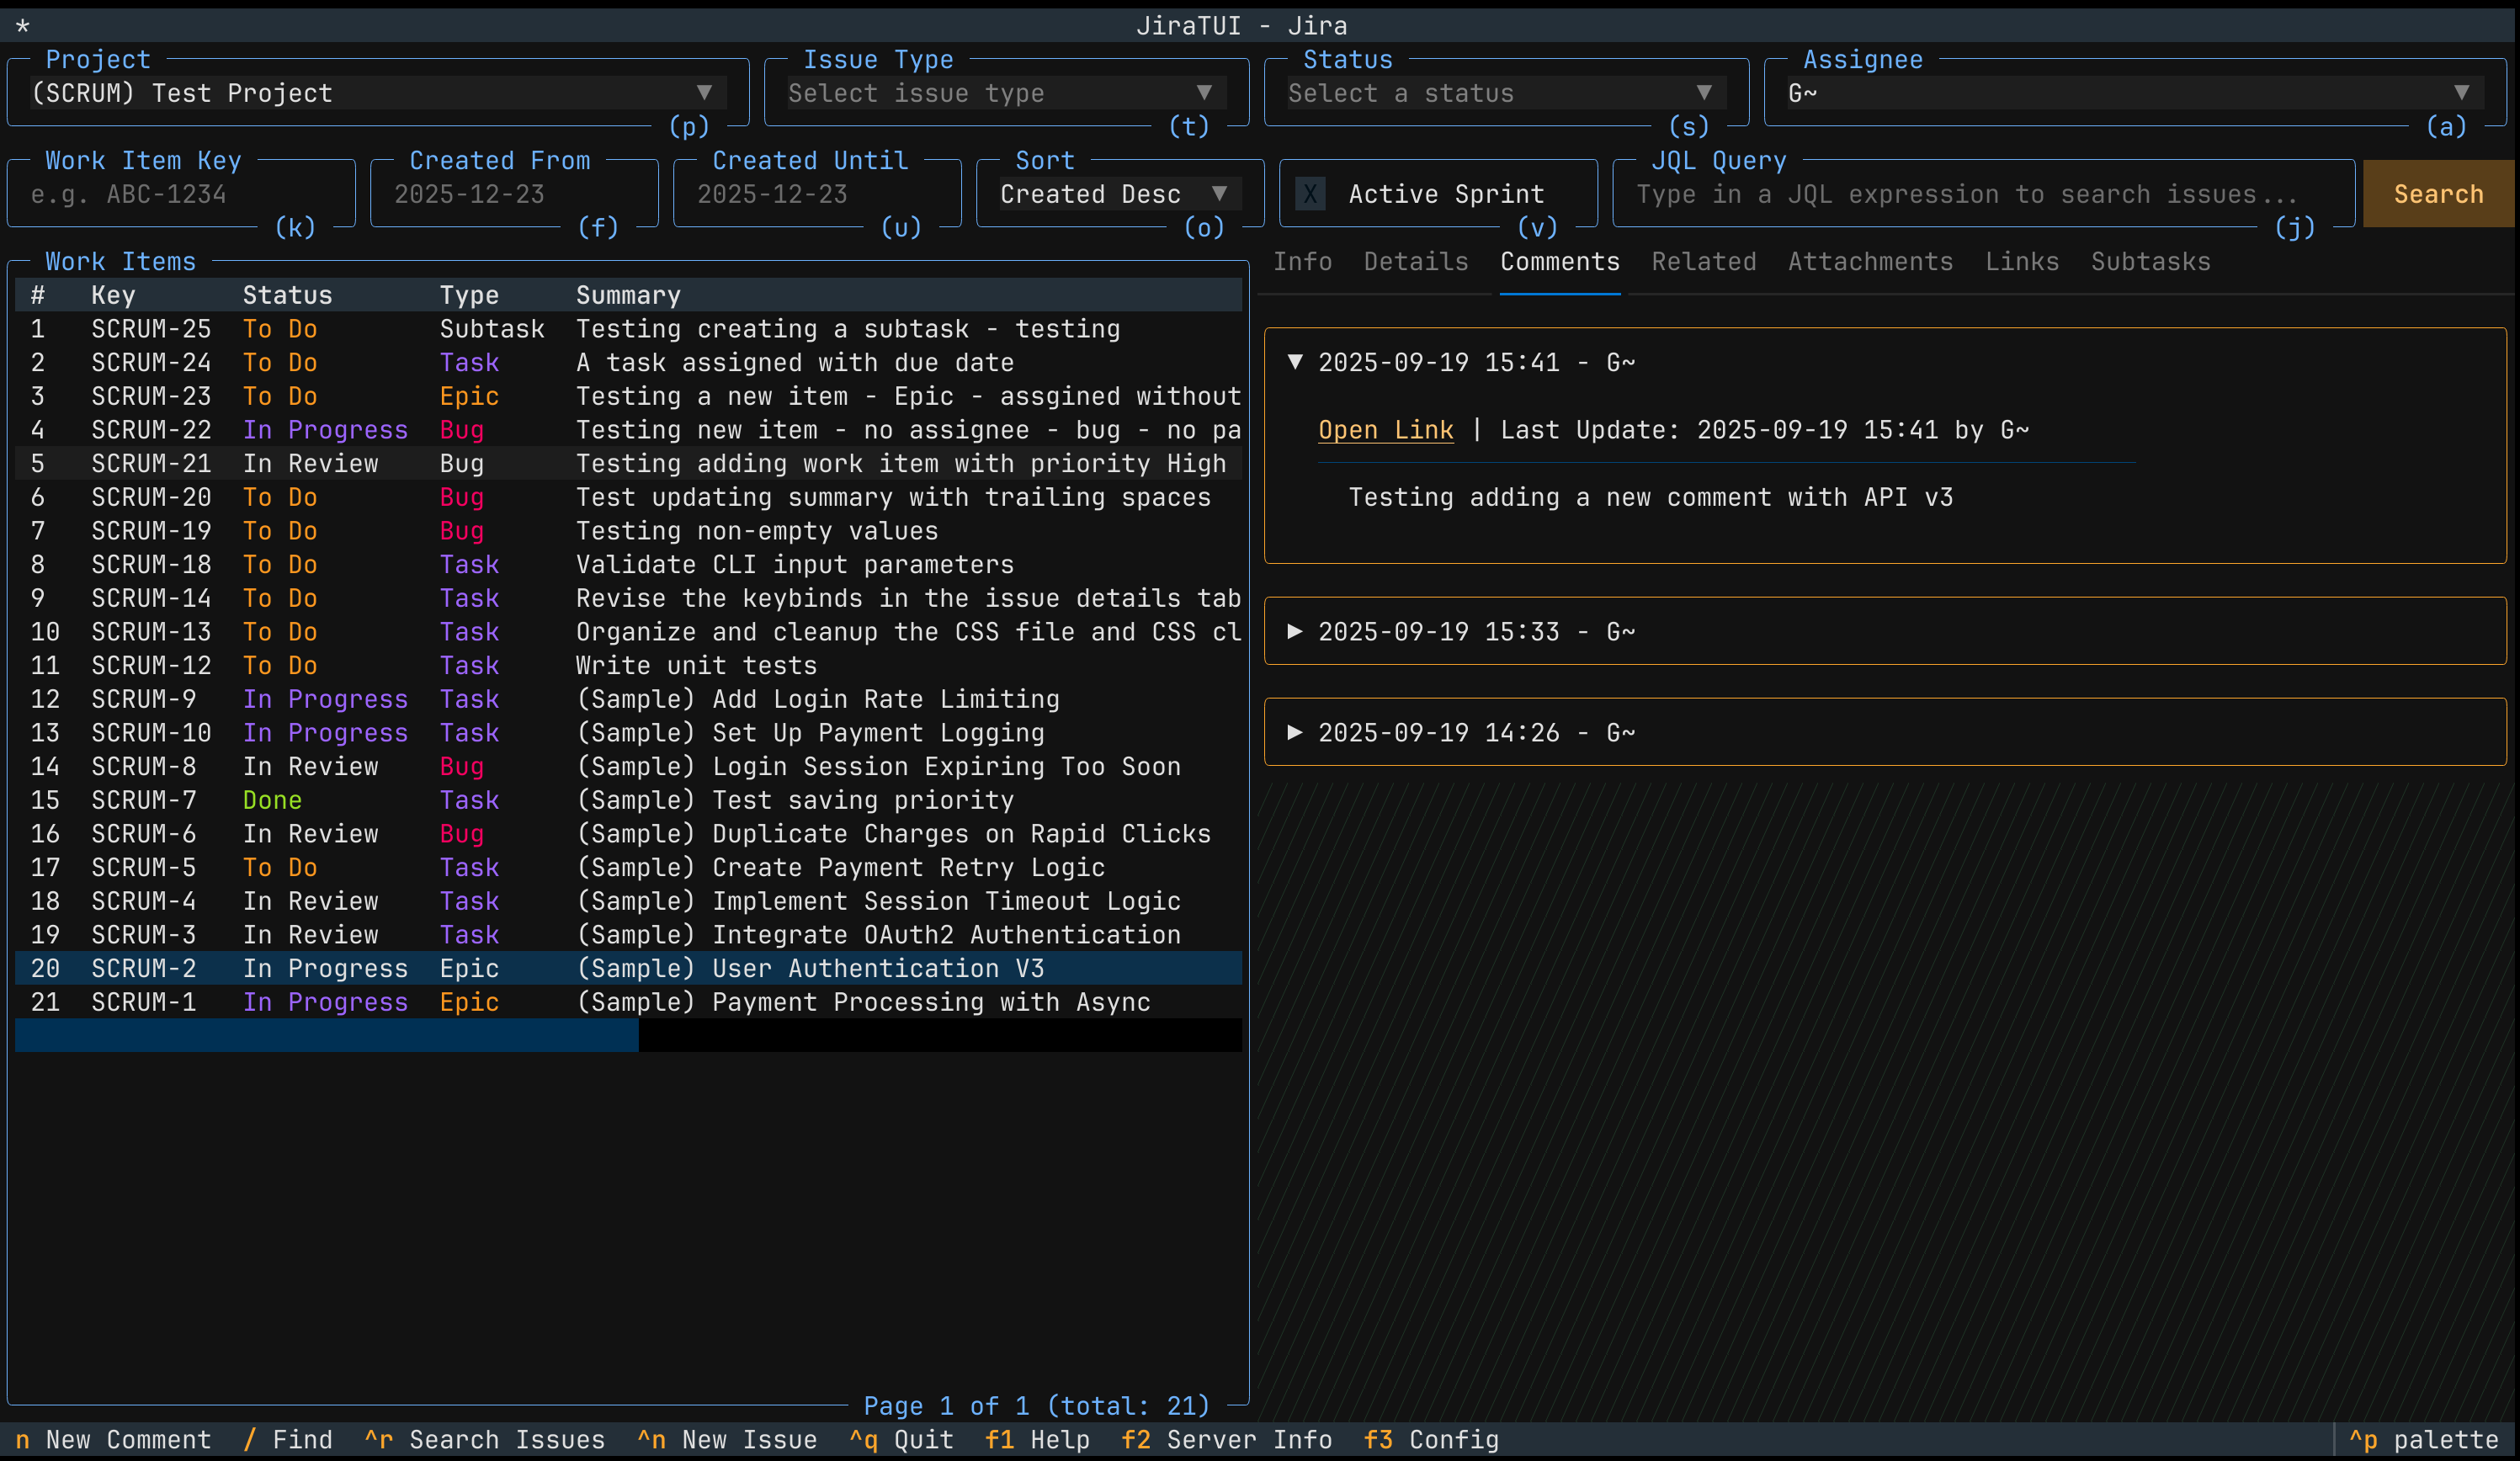 * JiraTUI - Jira
Project Issue Type Status Assignee
(SCRUM) Test Project ▼ Select issue type ▼ Select a status ▼ G~ ▼
(p) (t) (s) (a)
Work Item Key Created From Created Until Sort JQL Query
e.g. ABC-1234 2025-12-23 2025-12-23 Created Desc ▼ X Active Sprint Type in a JQL expression to search issues... Search
(k) (f) (u) (o) (v) (j)
Work Items
# Key Status Type Summary
1 SCRUM-25 To Do Subtask Testing creating a subtask - testing
2 SCRUM-24 To Do Task A task assigned with due date
3 SCRUM-23 To Do Epic Testing a new item - Epic - assgined without
4 SCRUM-22 In Progress Bug Testing new item - no assignee - bug - no pa
5 SCRUM-21 In Review Bug Testing adding work item with priority High
6 SCRUM-20 To Do Bug Test updating summary with trailing spaces
7 SCRUM-19 To Do Bug Testing non-empty values
8 SCRUM-18 To Do Task Validate CLI input parameters
9 SCRUM-14 To Do Task Revise the keybinds in the issue details tab
10 SCRUM-13 To Do Task Organize and cleanup the CSS file and CSS cl
11 SCRUM-12 To Do Task Write unit tests
12 SCRUM-9 In Progress Task (Sample) Add Login Rate Limiting
13 SCRUM-10 In Progress Task (Sample) Set Up Payment Logging
14 SCRUM-8 In Review Bug (Sample) Login Session Expiring Too Soon
15 SCRUM-7 Done Task (Sample) Test saving priority
16 SCRUM-6 In Review Bug (Sample) Duplicate Charges on Rapid Clicks
17 SCRUM-5 To Do Task (Sample) Create Payment Retry Logic
18 SCRUM-4 In Review Task (Sample) Implement Session Timeout Logic
19 SCRUM-3 In Review Task (Sample) Integrate OAuth2 Authentication
20 SCRUM-2 In Progress Epic (Sample) User Authentication V3
21 SCRUM-1 In Progress Epic (Sample) Payment Processing with Async
Page 1 of 1 (total: 21)
Info Details Comments Related Attachments Links Subtasks
▼ 2025-09-19 15:41 - G~
Open Link | Last Update: 2025-09-19 15:41 by G~
Testing adding a new comment with API v3
▶ 2025-09-19 15:33 - G~
▶ 2025-09-19 14:26 - G~
n New Comment / Find ^r Search Issues ^n New Issue ^q Quit f1 Help f2 Server Info f3 Config ^p palette